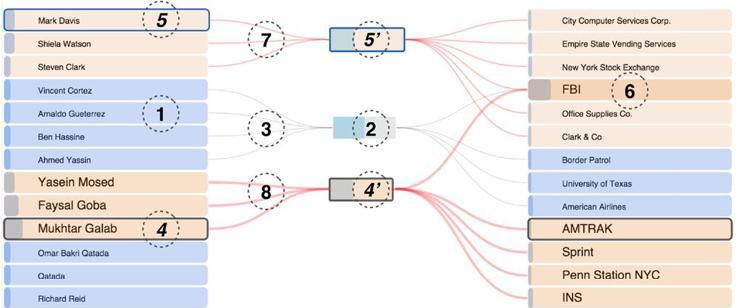 Mark Davis 5
Shiela Watson
Steven Clark
Vincent Cortez
Arnaldo Gueterrez 1
Ben Hassine
Ahmed Yassin
Yasein Mosed
Faysal Goba
Mukhtar Galab 4
Omar Bakri Qatada
Qatada
Richard Reid
7
3
8
5'
2
4'
City Computer Services Corp.
Empire State Vending Services
New York Stock Exchange
FBI 6
Office Supplies Co.
Clark & Co
Border Patrol
University of Texas
American Airlines
AMTRAK
Sprint
Penn Station NYC
INS